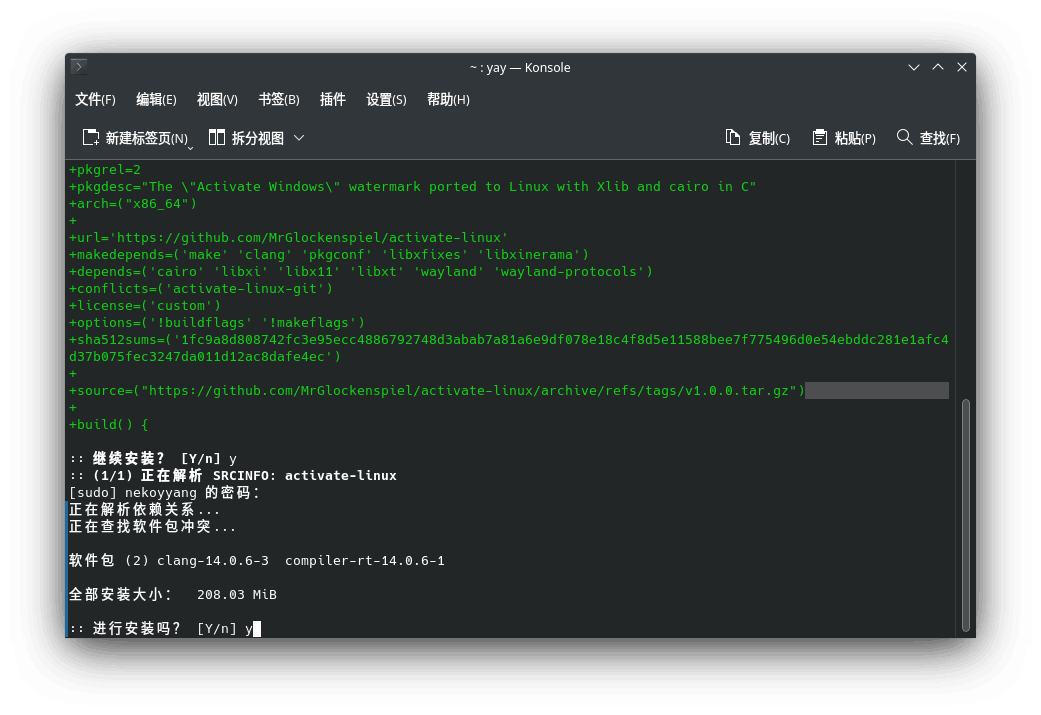 ~ : yay — Konsole
文件(F) 编辑(E) 视图(V) 书签(B) 插件 设置(S) 帮助(H)
新建标签页(N) 拆分视图 复制(C) 粘贴(P) 查找(F)
+pkgrel=2
+pkgdesc="The \"Activate Windows\" watermark ported to Linux with Xlib and cairo in C"
+arch=("x86_64")
+
+url='https://github.com/MrGlockenspiel/activate-linux'
+makedepends=('make' 'clang' 'pkgconf' 'libxfixes' 'libxinerama')
+depends=('cairo' 'libxi' 'libx11' 'libxt' 'wayland' 'wayland-protocols')
+conflicts=('activate-linux-git')
+license=('custom')
+options=('!buildflags' '!makeflags')
+sha512sums=('1fc9a8d808742fc3e95ecc4886792748d3abab7a81a6e9df078e18c4f8d5e11588bee7f775496d0e54ebddc281e1afc4
d37b075fec3247da011d12ac8dafe4ec')
+
+source=("https://github.com/MrGlockenspiel/activate-linux/archive/refs/tags/v1.0.0.tar.gz")
+
+build() {
:: 继续安装？ [Y/n] y
:: (1/1) 正在解析 SRCINFO: activate-linux
[sudo] nekoyyang 的密码：
正在解析依赖关系...
正在查找软件包冲突...
软件包 (2) clang-14.0.6-3  compiler-rt-14.0.6-1
全部安装大小：  208.03 MiB
:: 进行安装吗？ [Y/n] y